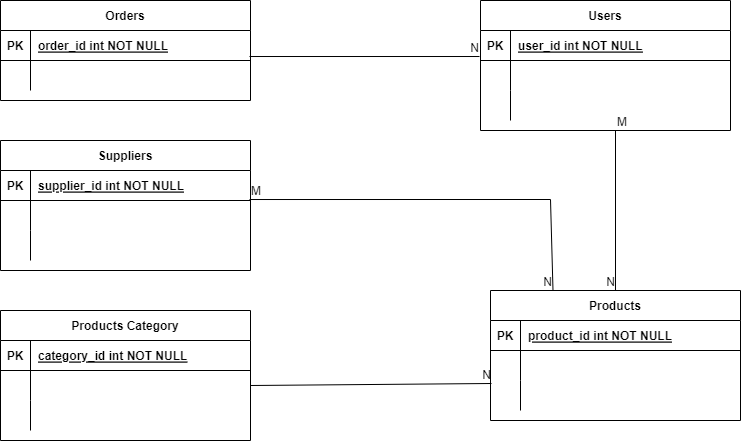 Orders
PK order_id int NOT NULL
Users
N PK user_id int NOT NULL
M
Suppliers
PK supplier_id int NOT NULL
M
N N
Products
PK product_id int NOT NULL
Products Category
PK category_id int NOT NULL
N